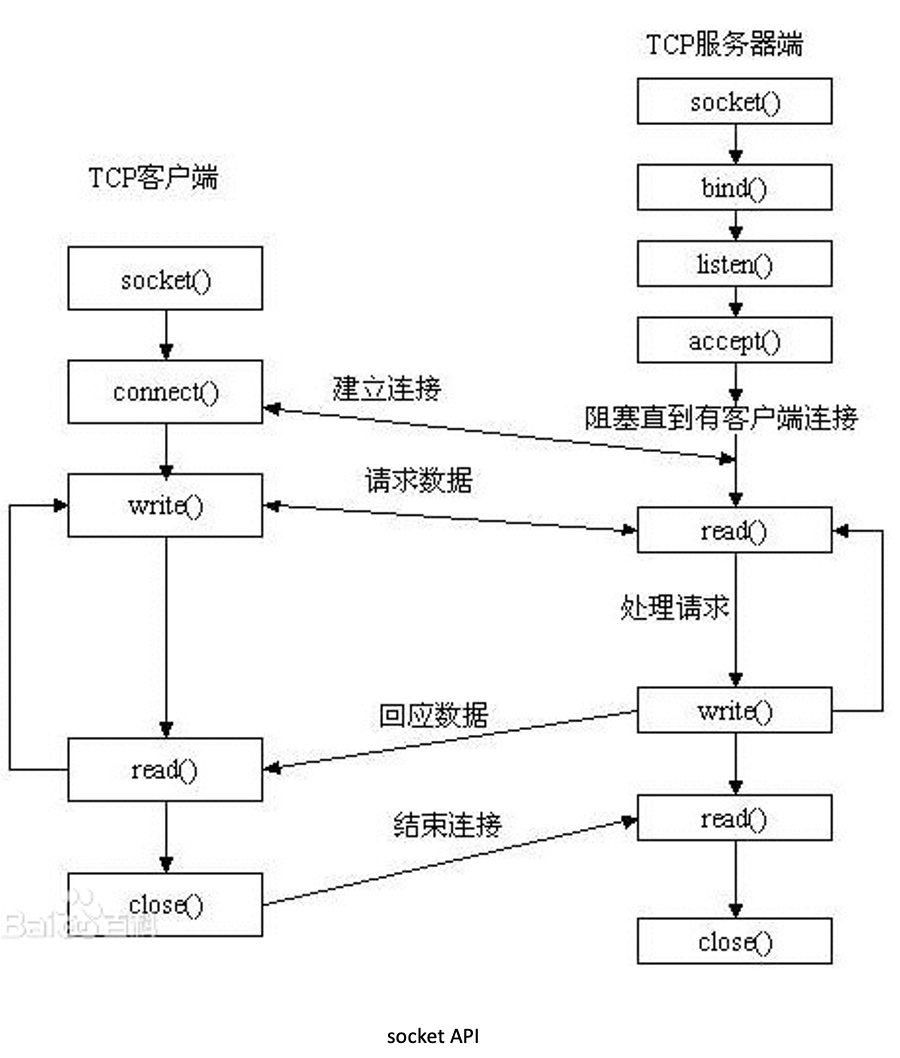 TCP服务器端
socket()
bind()
TCP客户端
listen()
socket()
accept()
connect()
建立连接
阻塞直到有客户端连接
请求数据
write()
read()
处理请求
回应数据
write()
read()
结束连接
read()
close()
Baidu百科
close()
socket API